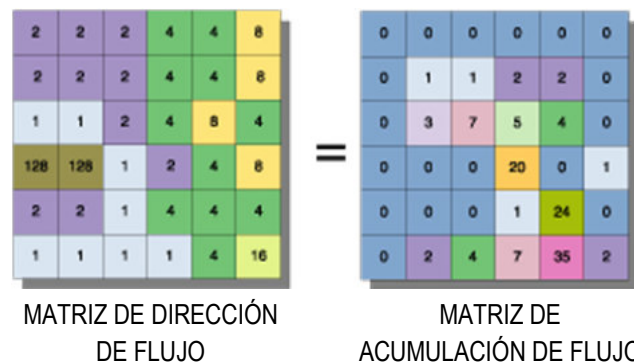 2 2 2 4 4 8
2 2 2 4 4 8
1 1 2 4 8 4
128 128 1 2 4 8
2 2 1 4 4 4
1 1 1 1 4 16
=
0 0 0 0 0 0
0 1 1 2 2 0
0 3 7 5 4 0
0 0 0 20 0 1
0 0 0 1 24 0
0 2 4 7 35 2
MATRIZ DE DIRECCIÓN
DE FLUJO
MATRIZ DE
ACUMULACIÓN DE FLUJO